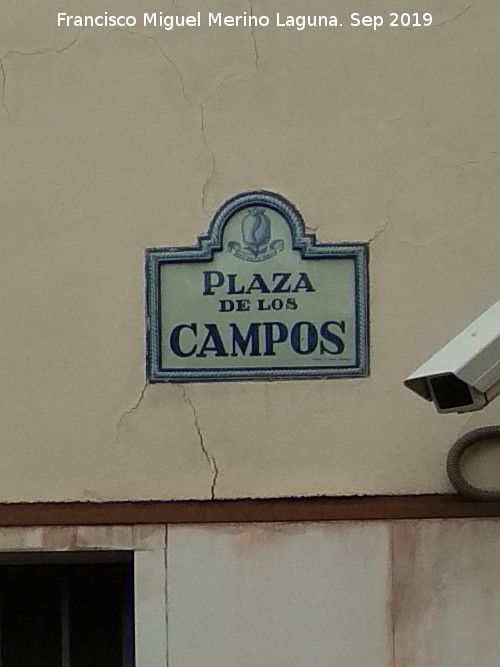 Francisco Miguel Merino Laguna. Sep 2019
PLAZA
DE LOS
CAMPOS